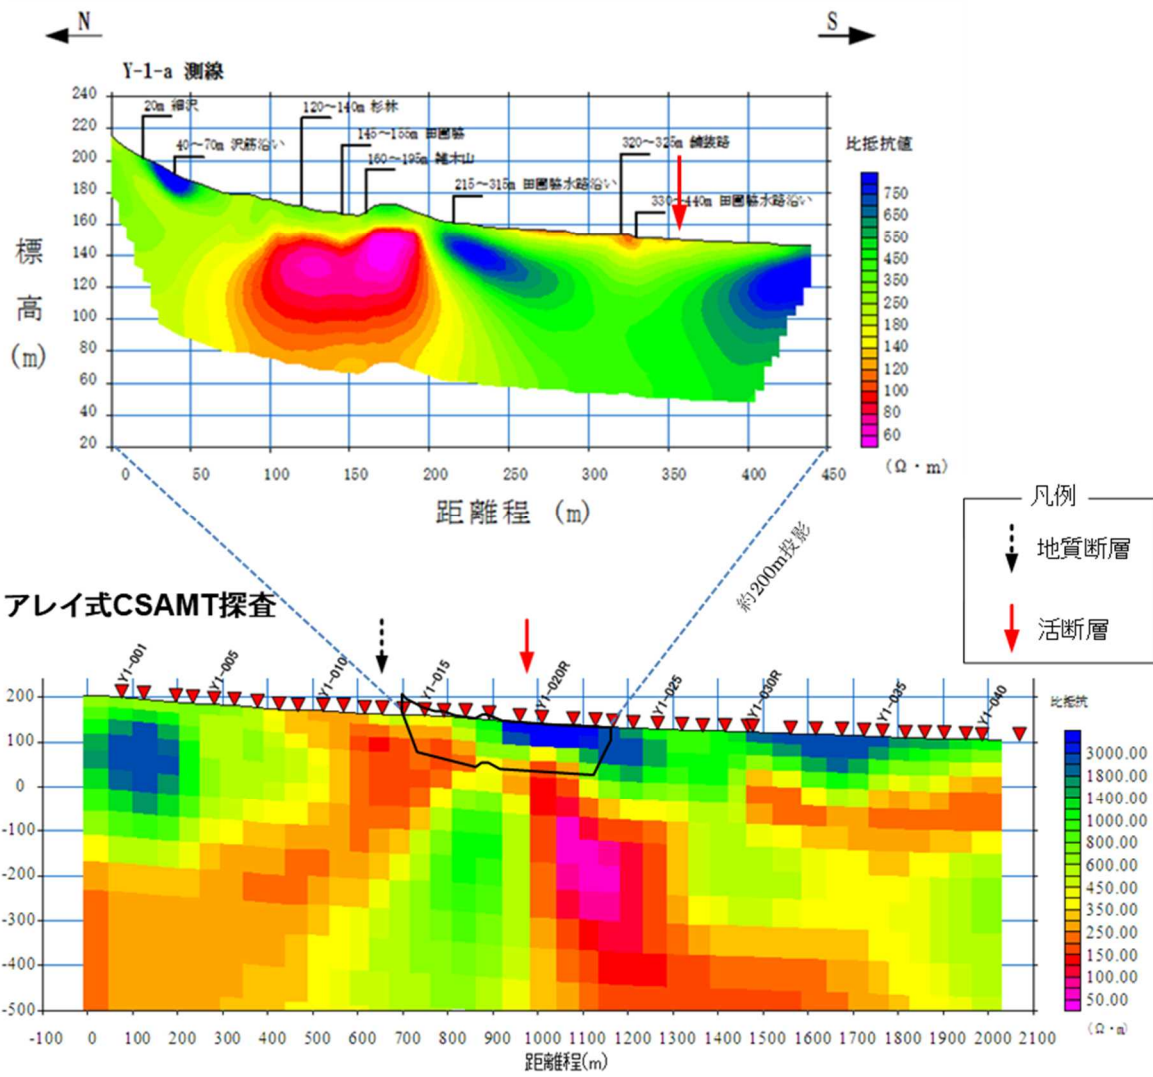 N
S
Y-1-a 測線
240
220
200
180
160
140
120
100
80
60
40
20
20m 細沢
40～70m 沢筋沿い
120～140m 杉林
145～155m 田圃脇
160～195m 雑木山
215～315m 田圃脇水路沿い
320～325m 舗装路
330～440m 田圃脇水路沿い
標高(m)
0 50 100 150 200 250 300 350 400 450
距離程 (m)
比抵抗値
750
650
550
450
350
250
180
140
120
100
80
60
(Ω・m)
約200m投影
凡例
地質断層
活断層
アレイ式CSAMT探査
Y1-001 Y1-005 Y1-010 Y1-015 Y1-020R Y1-025 Y1-030R Y1-035 Y1-040
200
100
0
-100
-200
-300
-400
-500
-100 0 100 200 300 400 500 600 700 800 900 1000 1100 1200 1300 1400 1500 1600 1700 1800 1900 2000 2100
距離程(m)
比抵抗
3000.00
1800.00
1400.00
1000.00
800.00
600.00
450.00
350.00
250.00
150.00
100.00
50.00
(Ω・m)